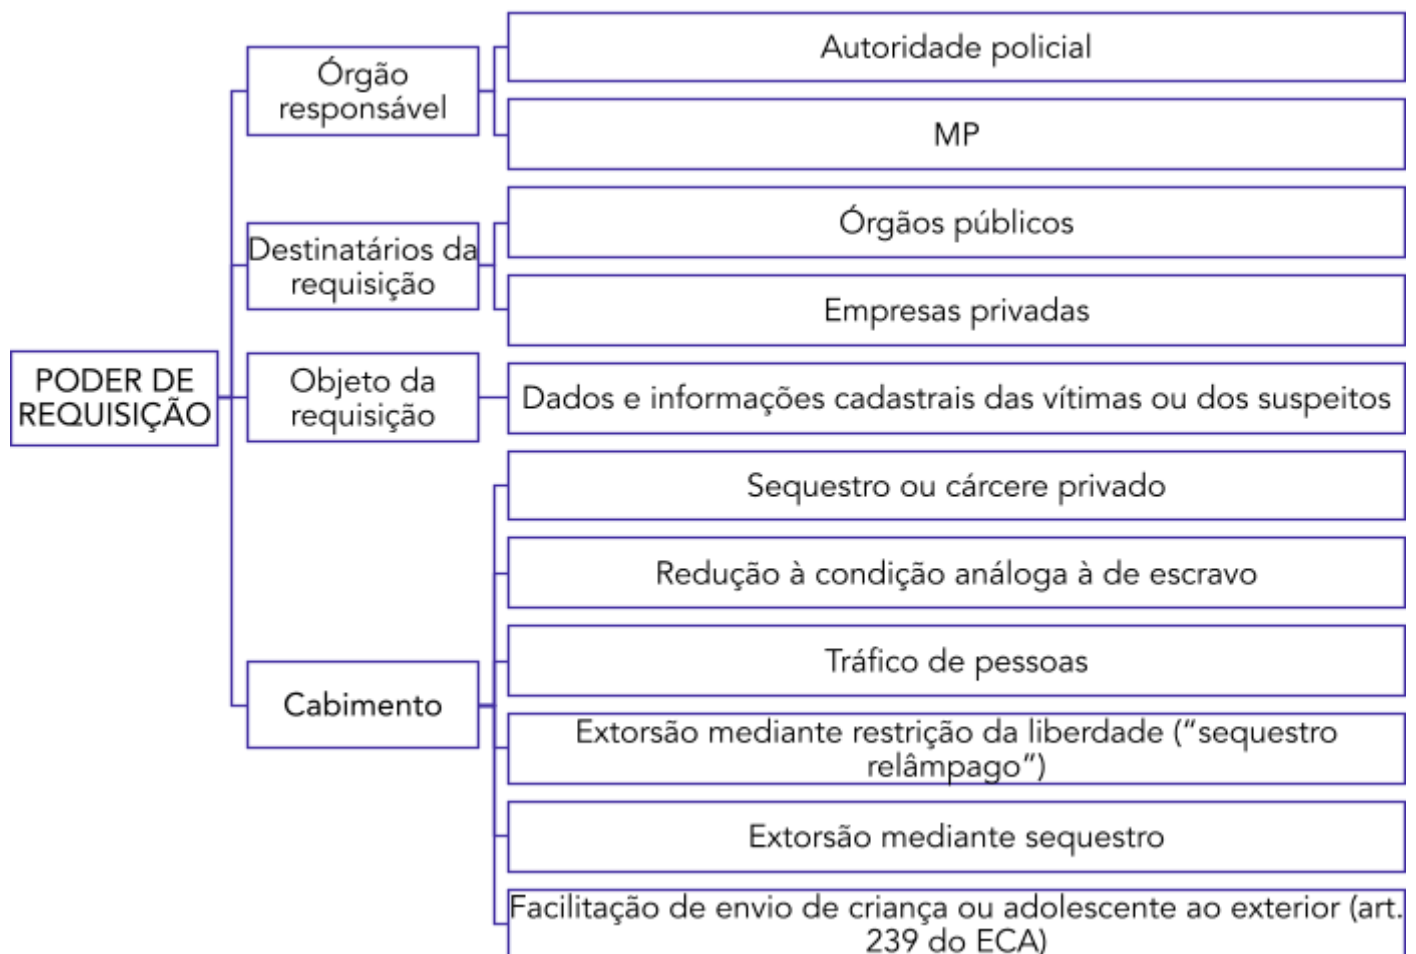 PODER DE
REQUISIÇÃO
Órgão
responsável
Autoridade policial
MP
Destinatários da
requisição
Órgãos públicos
Empresas privadas
Objeto da
requisição
Dados e informações cadastrais das vítimas ou dos suspeitos
Cabimento
Sequestro ou cárcere privado
Redução à condição análoga à de escravo
Tráfico de pessoas
Extorsão mediante restrição da liberdade (“sequestro
relâmpago”)
Extorsão mediante sequestro
Facilitação de envio de criança ou adolescente ao exterior (art.
239 do ECA)